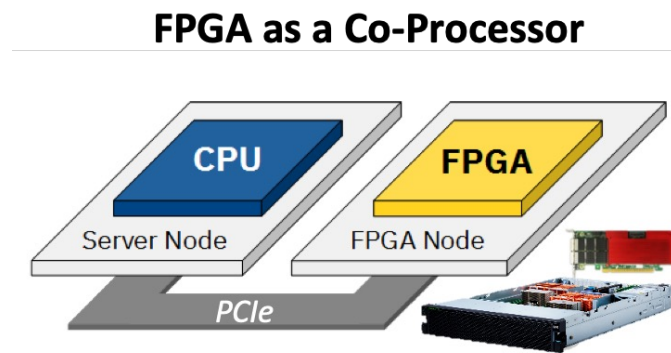 FPGA as a Co-Processor
CPU
FPGA
Server Node
FPGA Node
PCIe